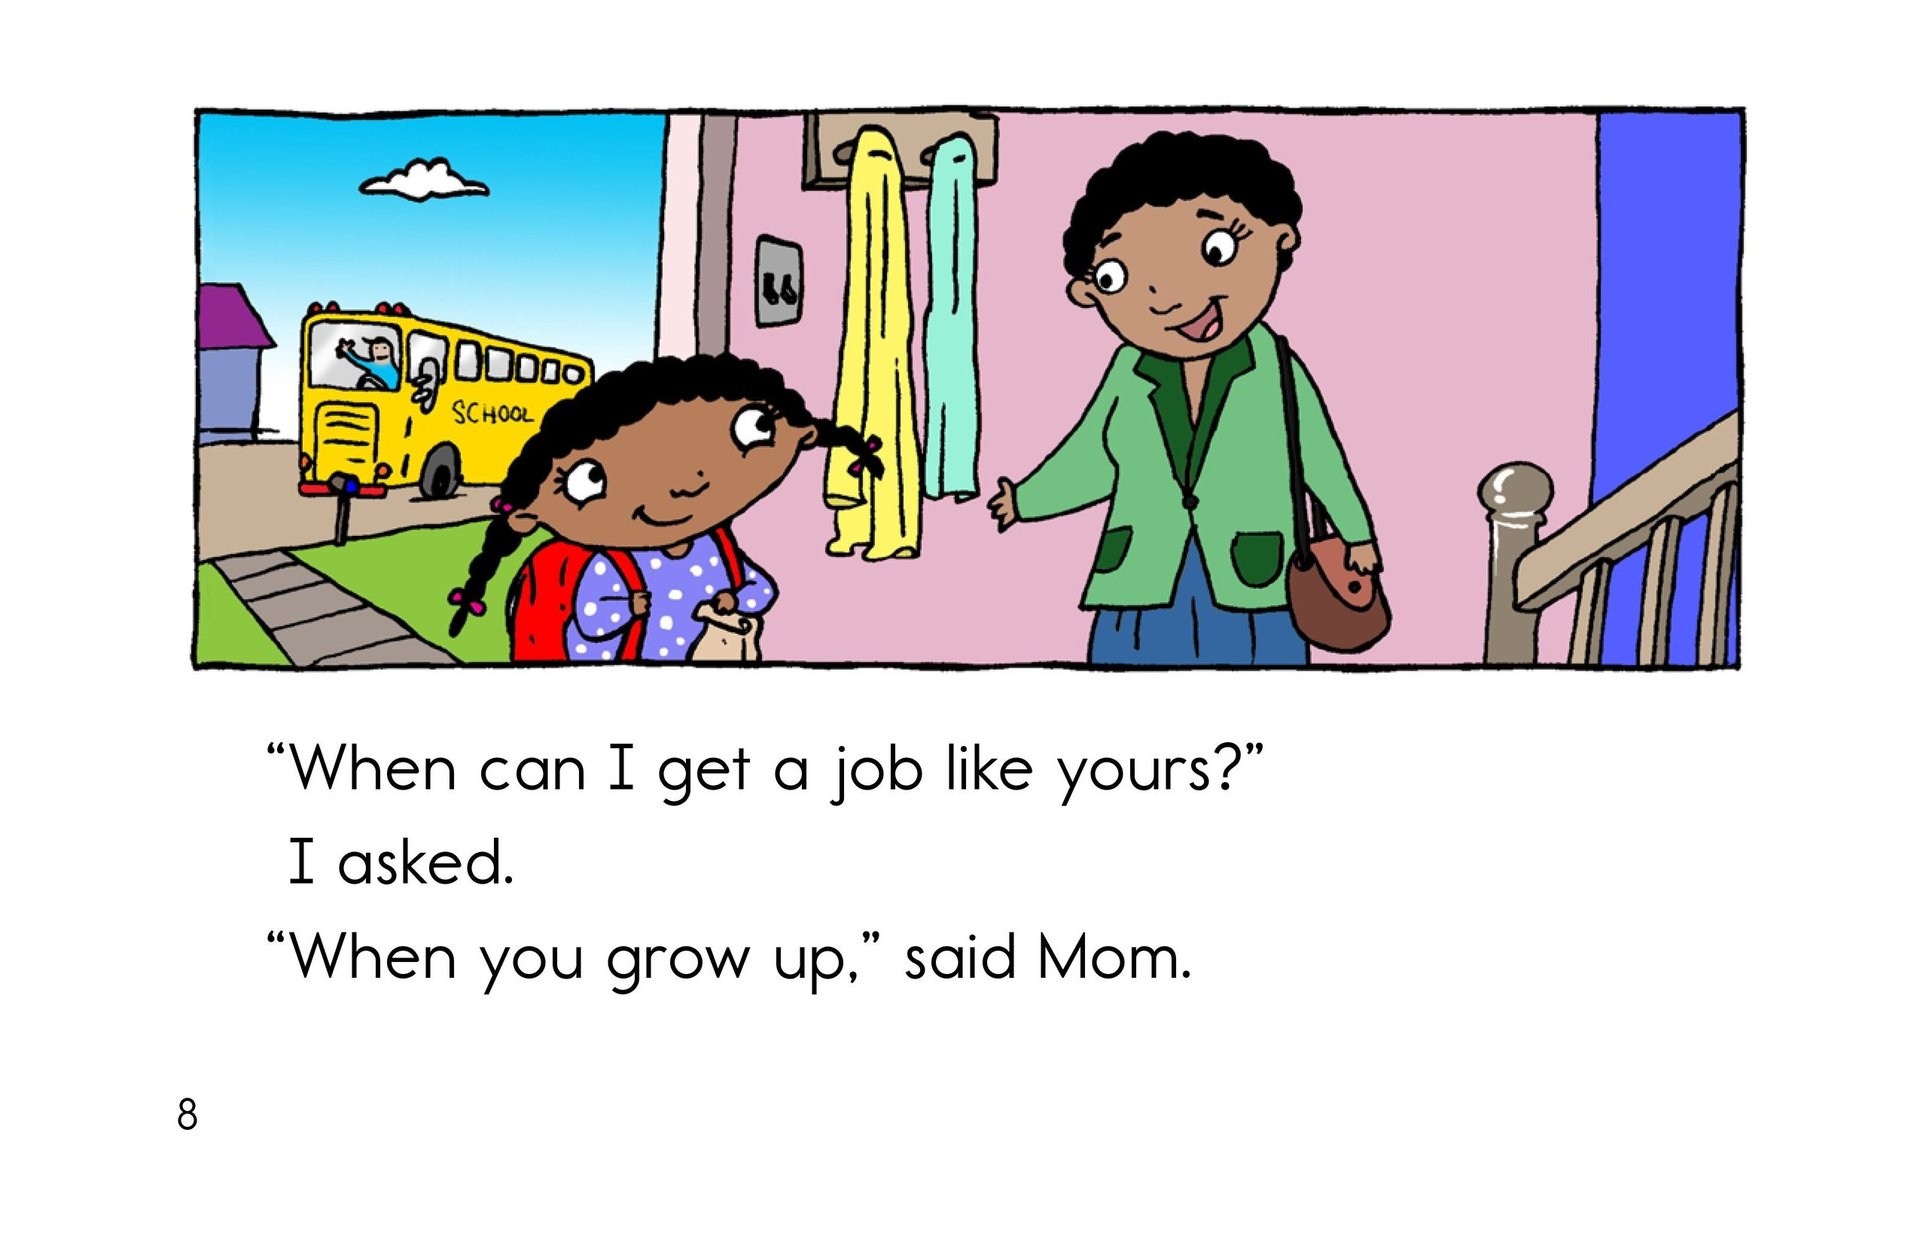 SCHOOL
“When can I get a job like yours?”
I asked.
“When you grow up,” said Mom.
8